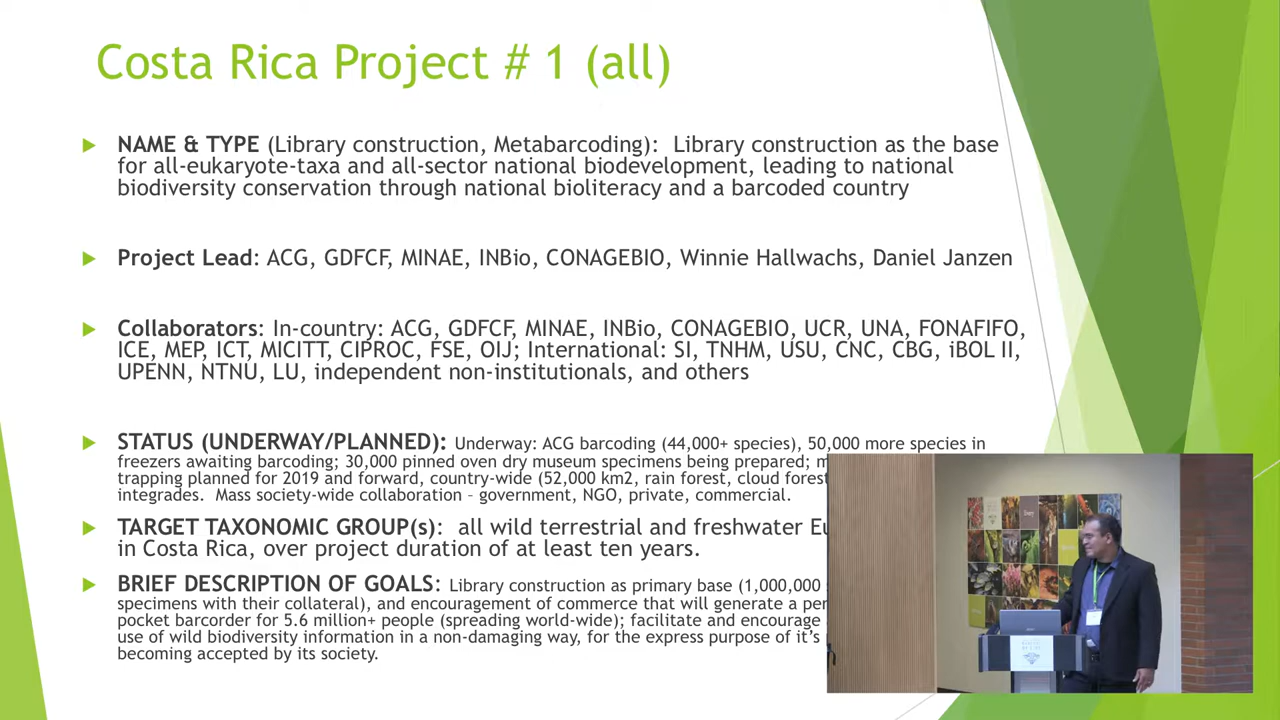 Costa Rica Project # 1 (all)
NAME & TYPE (Library construction, Metabarcoding): Library construction as the base
for all-eukaryote-taxa and all-sector national biodevelopment, leading to national
biodiversity conservation through national bioliteracy and a barcoded country
Project Lead: ACG, GDFCF, MINAE, INBio, CONAGEBIO, Winnie Hallwachs, Daniel Janzen
Collaborators: In-country: ACG, GDFCF, MINAE, INBio, CONAGEBIO, UCR, UNA, FONAFIFO,
ICE, MEP, ICT, MICITT, CIPROC, FSE, OIJ; International: SI, TNHM, USU, CNC, CBG, iBOL II,
UPENN, NTNU, LU, independent non-institutionals, and others
STATUS (UNDERWAY/PLANNED): Underway: ACG barcoding (44,000+ species), 50,000 more species in
freezers awaiting barcoding; 30,000 pinned oven dry museum specimens being prepared;
trapping planned for 2019 and forward, country-wide (52,000 km2, rain forest, cloud forest
integrades. Mass society-wide collaboration – government, NGO, private, commercial.
TARGET TAXONOMIC GROUP(s): all wild terrestrial and freshwater
in Costa Rica, over project duration of at least ten years.
BRIEF DESCRIPTION OF GOALS: Library construction as primary base (1,000,000
specimens with their collateral), and encouragement of commerce that will generate a
pocket barcorder for 5.6 million+ people (spreading world-wide); facilitate and encourage
use of wild biodiversity information in a non-damaging way, for the express purpose of it's
becoming accepted by its society.